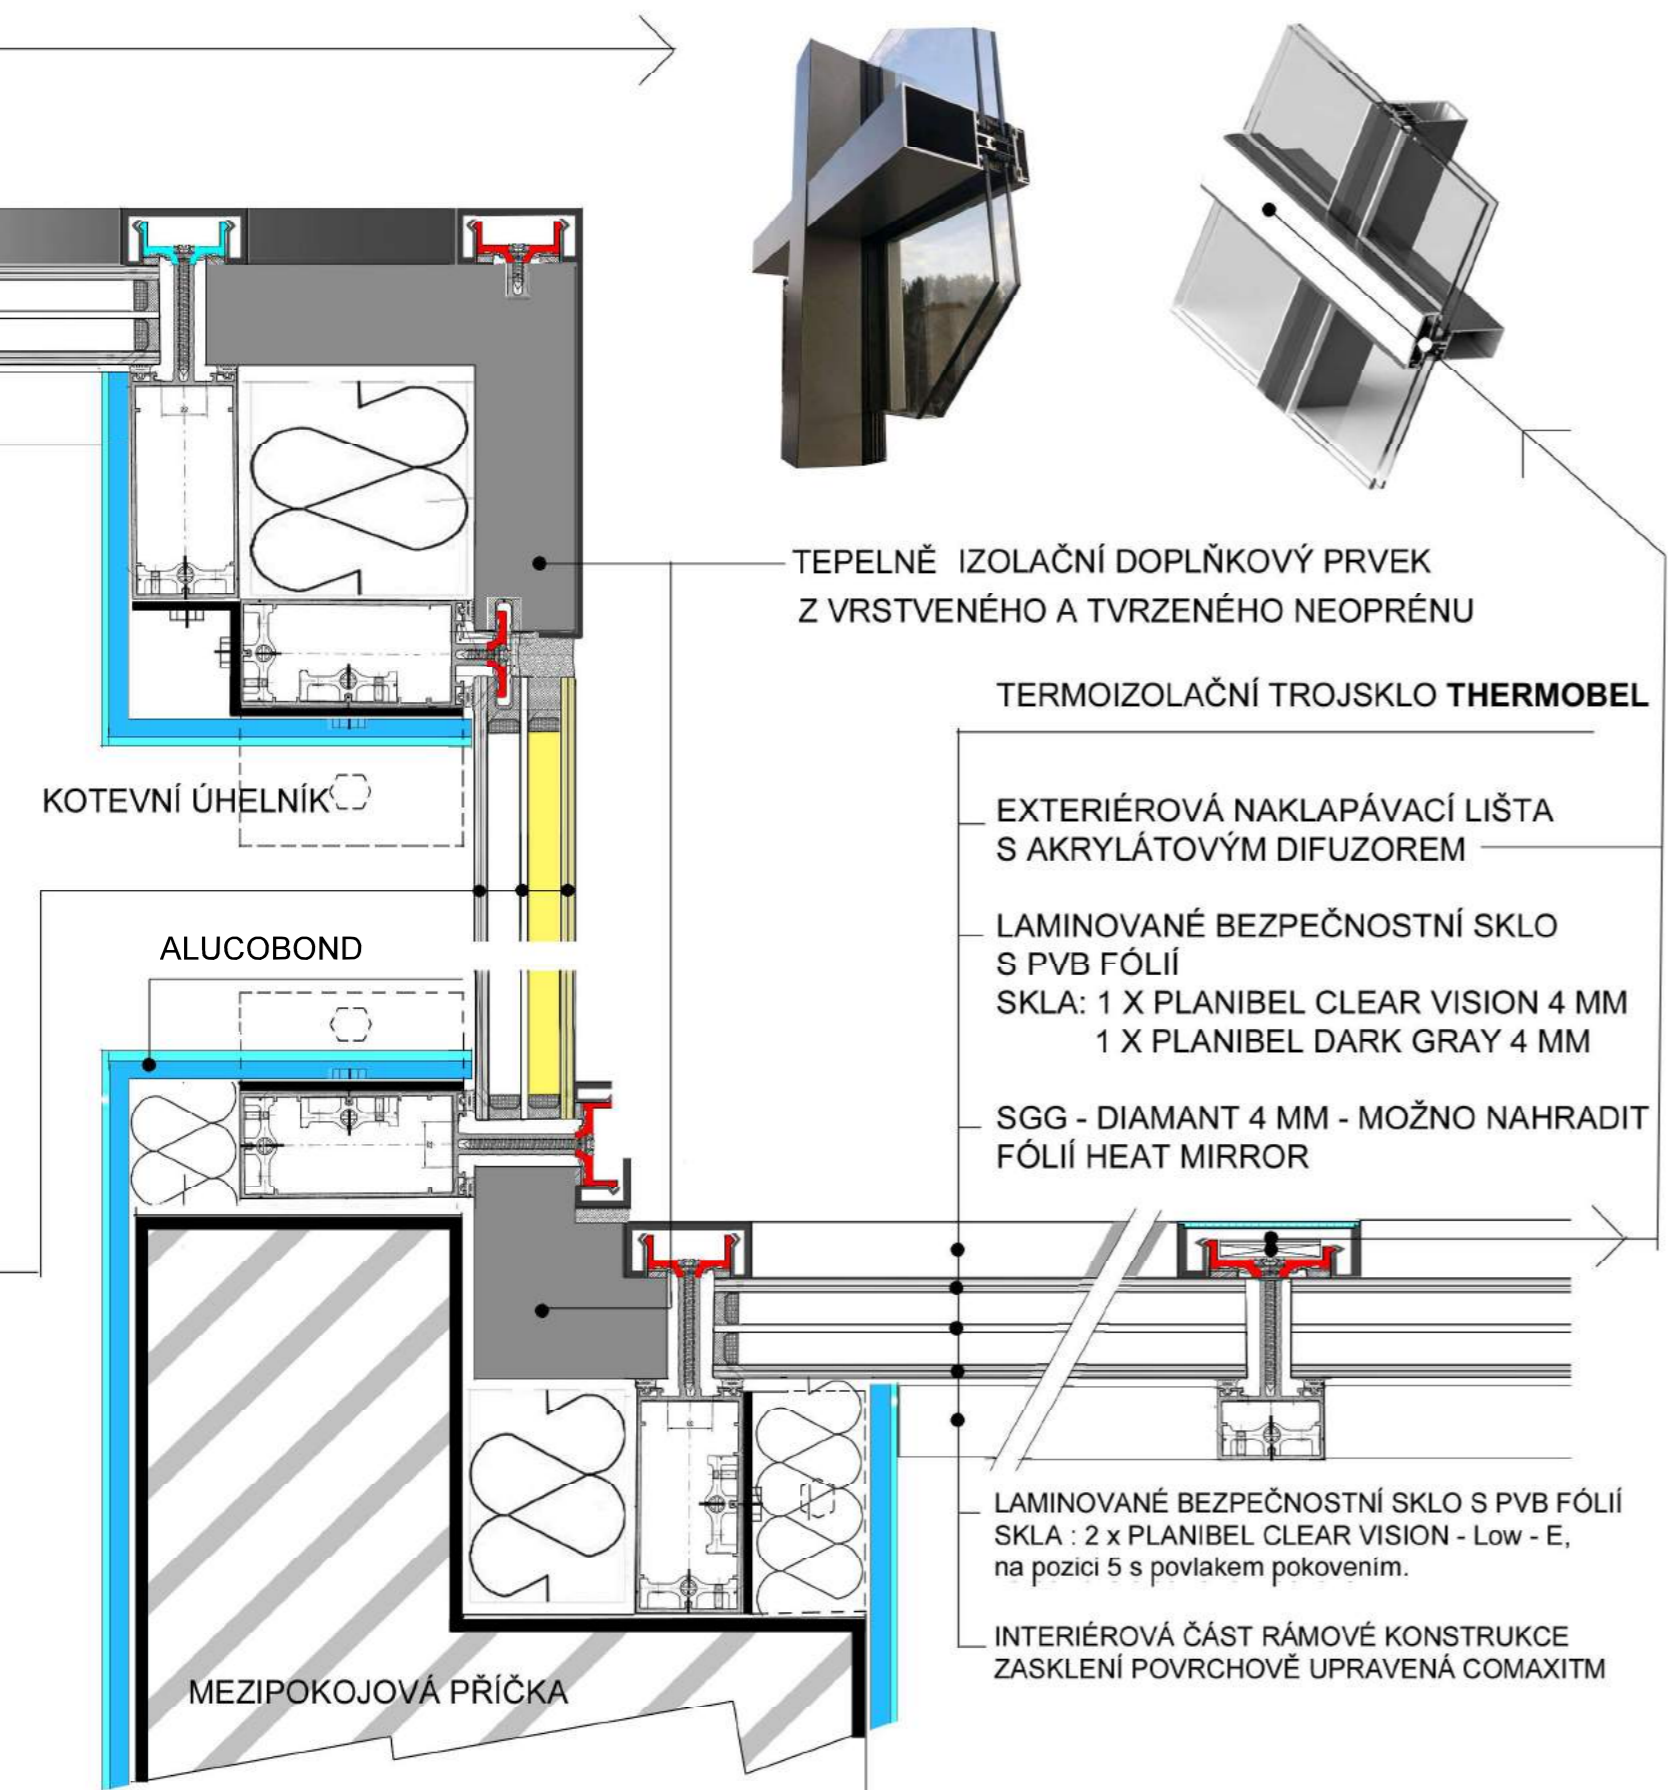 TEPELNĚ IZOLAČNÍ DOPLŇKOVÝ PRVEK
Z VRSTVENÉHO A TVRZENÉHO NEOPRÉNU
TERMOIZOLAČNÍ TROJSKLO THERMOBEL
KOTEVNÍ ÚHELNÍK
EXTERIÉROVÁ NAKLAPÁVACÍ LIŠTA
S AKRYLÁTOVÝM DIFUZOREM
ALUCOBOND
LAMINOVANÉ BEZPEČNOSTNÍ SKLO
S PVB FÓLIÍ
SKLA: 1 X PLANIBEL CLEAR VISION 4 MM
1 X PLANIBEL DARK GRAY 4 MM
SGG - DIAMANT 4 MM - MOŽNO NAHRADIT
FÓLIÍ HEAT MIRROR
LAMINOVANÉ BEZPEČNOSTNÍ SKLO S PVB FÓLIÍ
SKLA : 2 x PLANIBEL CLEAR VISION - Low - E,
na pozici 5 s povlakem pokovením.
INTERIÉROVÁ ČÁST RÁMOVÉ KONSTRUKCE
ZASKLENÍ POVRCHOVĚ UPRAVENÁ COMAXITM
MEZIPOKOJOVÁ PŘÍČKA